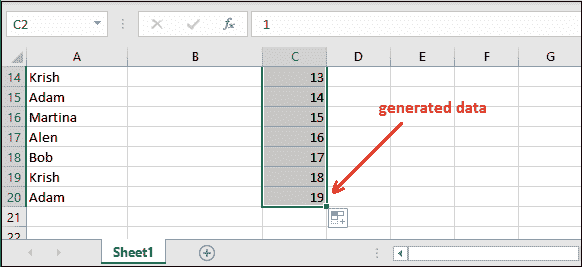 C2 fx 1
A B C D E F G
14 Krish 13
15 Adam 14
16 Martina 15
17 Alen 16
18 Bob 17
19 Krish 18
20 Adam 19
generated data
21
22
Sheet1